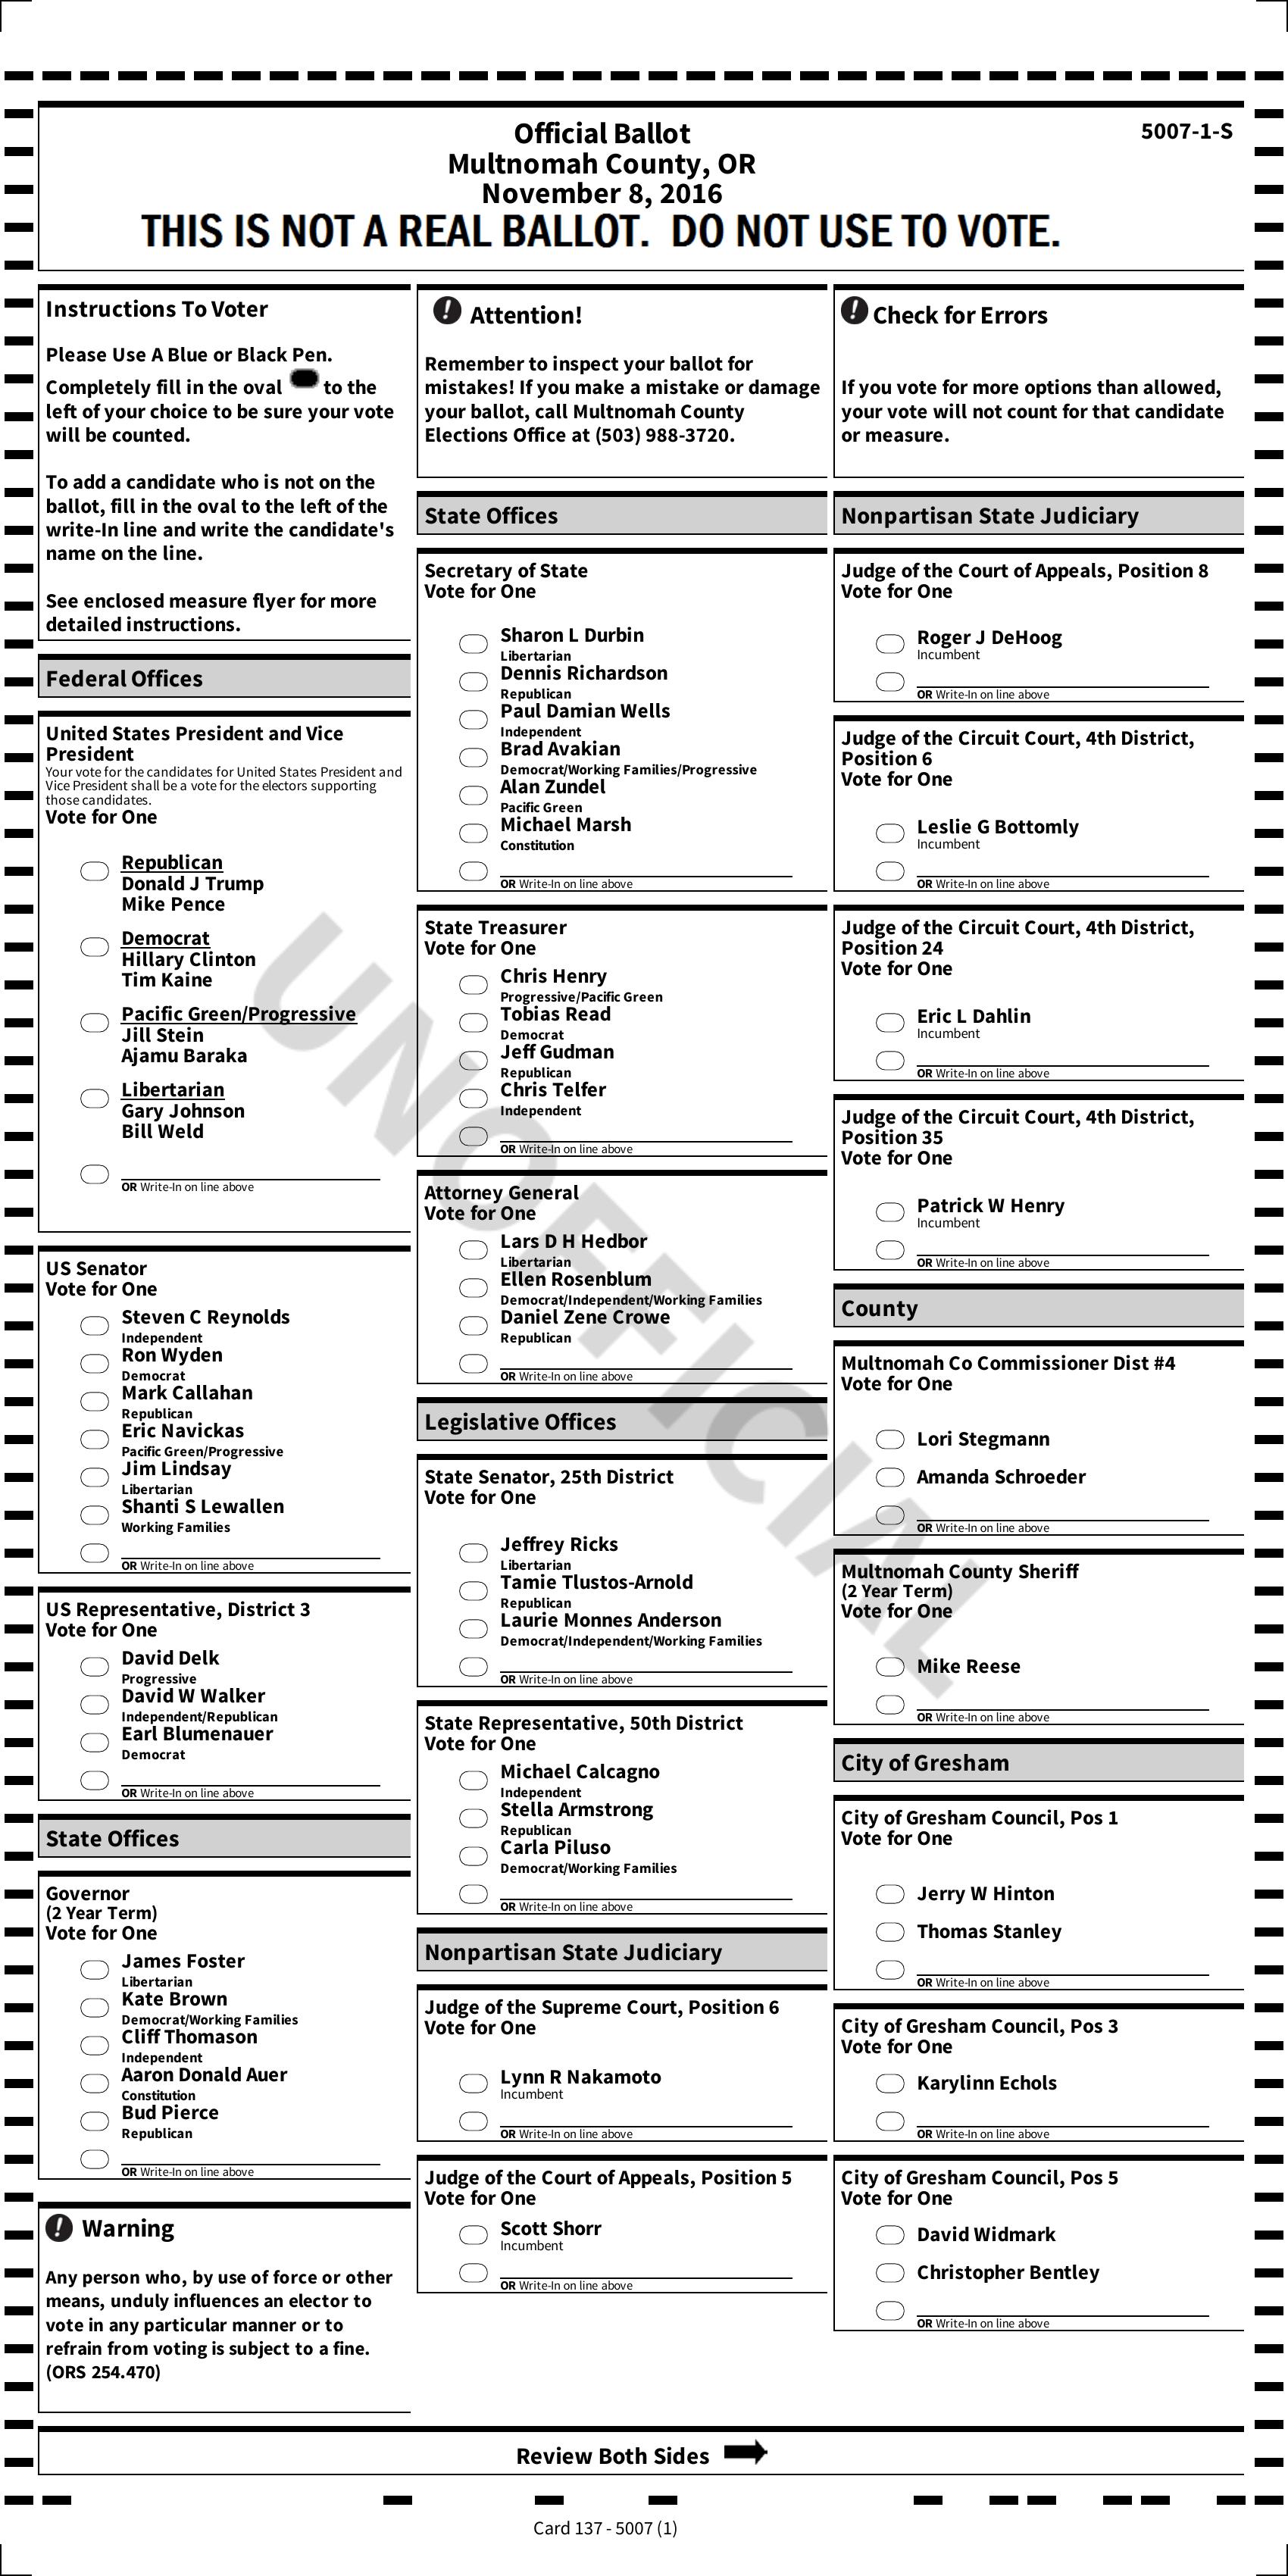 Official Ballot
Multnomah County, OR
November 8, 2016
THIS IS NOT A REAL BALLOT. DO NOT USE TO VOTE.
5007-1-S
Instructions To Voter
Please Use A Blue or Black Pen.
Completely fill in the oval to the
left of your choice to be sure your vote
will be counted.
To add a candidate who is not on the
ballot, fill in the oval to the left of the
write-In line and write the candidate's
name on the line.
See enclosed measure flyer for more
detailed instructions.
Federal Offices
United States President and Vice
President
Your vote for the candidates for United States President and
Vice President shall be a vote for the electors supporting
those candidates.
Vote for One
Republican
Donald J Trump
Mike Pence
Democrat
Hillary Clinton
Tim Kaine
Pacific Green/Progressive
Jill Stein
Ajamu Baraka
Libertarian
Gary Johnson
Bill Weld
OR Write-In on line above
US Senator
Vote for One
Steven C Reynolds
Independent
Ron Wyden
Democrat
Mark Callahan
Republican
Eric Navickas
Pacific Green/Progressive
Jim Lindsay
Libertarian
Shanti S Lewallen
Working Families
OR Write-In on line above
US Representative, District 3
Vote for One
David Delk
Progressive
David W Walker
Independent/Republican
Earl Blumenauer
Democrat
OR Write-In on line above
State Offices
Governor
(2 Year Term)
Vote for One
James Foster
Libertarian
Kate Brown
Democrat/Working Families
Cliff Thomason
Independent
Aaron Donald Auer
Constitution
Bud Pierce
Republican
OR Write-In on line above
! Warning
Any person who, by use of force or other
means, unduly influences an elector to
vote in any particular manner or to
refrain from voting is subject to a fine.
(ORS 254.470)
! Attention!
Remember to inspect your ballot for
mistakes! If you make a mistake or damage
your ballot, call Multnomah County
Elections Office at (503) 988-3720.
State Offices
Secretary of State
Vote for One
Sharon L Durbin
Libertarian
Dennis Richardson
Republican
Paul Damian Wells
Independent
Brad Avakian
Democrat/Working Families/Progressive
Alan Zundel
Pacific Green
Michael Marsh
Constitution
OR Write-In on line above
State Treasurer
Vote for One
Chris Henry
Progressive/Pacific Green
Tobias Read
Democrat
Jeff Gudman
Republican
Chris Telfer
Independent
OR Write-In on line above
Attorney General
Vote for One
Lars D H Hedbor
Libertarian
Ellen Rosenblum
Democrat/Independent/Working Families
Daniel Zene Crowe
Republican
OR Write-In on line above
Legislative Offices
State Senator, 25th District
Vote for One
Jeffrey Ricks
Libertarian
Tamie Tlustos-Arnold
Republican
Laurie Monnes Anderson
Democrat/Independent/Working Families
OR Write-In on line above
State Representative, 50th District
Vote for One
Michael Calcagno
Independent
Stella Armstrong
Republican
Carla Piluso
Democrat/Working Families
OR Write-In on line above
Nonpartisan State Judiciary
Judge of the Supreme Court, Position 6
Vote for One
Lynn R Nakamoto
Incumbent
OR Write-In on line above
Judge of the Court of Appeals, Position 5
Vote for One
Scott Shorr
Incumbent
OR Write-In on line above
! Check for Errors
If you vote for more options than allowed,
your vote will not count for that candidate
or measure.
Nonpartisan State Judiciary
Judge of the Court of Appeals, Position 8
Vote for One
Roger J DeHoog
Incumbent
OR Write-In on line above
Judge of the Circuit Court, 4th District,
Position 6
Vote for One
Leslie G Bottomly
Incumbent
OR Write-In on line above
Judge of the Circuit Court, 4th District,
Position 24
Vote for One
Eric L Dahlin
Incumbent
OR Write-In on line above
Judge of the Circuit Court, 4th District,
Position 35
Vote for One
Patrick W Henry
Incumbent
OR Write-In on line above
County
Multnomah Co Commissioner Dist #4
Vote for One
Lori Stegmann
Amanda Schroeder
OR Write-In on line above
Multnomah County Sheriff
(2 Year Term)
Vote for One
Mike Reese
OR Write-In on line above
City of Gresham
City of Gresham Council, Pos 1
Vote for One
Jerry W Hinton
Thomas Stanley
OR Write-In on line above
City of Gresham Council, Pos 3
Vote for One
Karylinn Echols
OR Write-In on line above
City of Gresham Council, Pos 5
Vote for One
David Widmark
Christopher Bentley
OR Write-In on line above
UNOFFICIAL
Review Both Sides
Card 137 - 5007 (1)